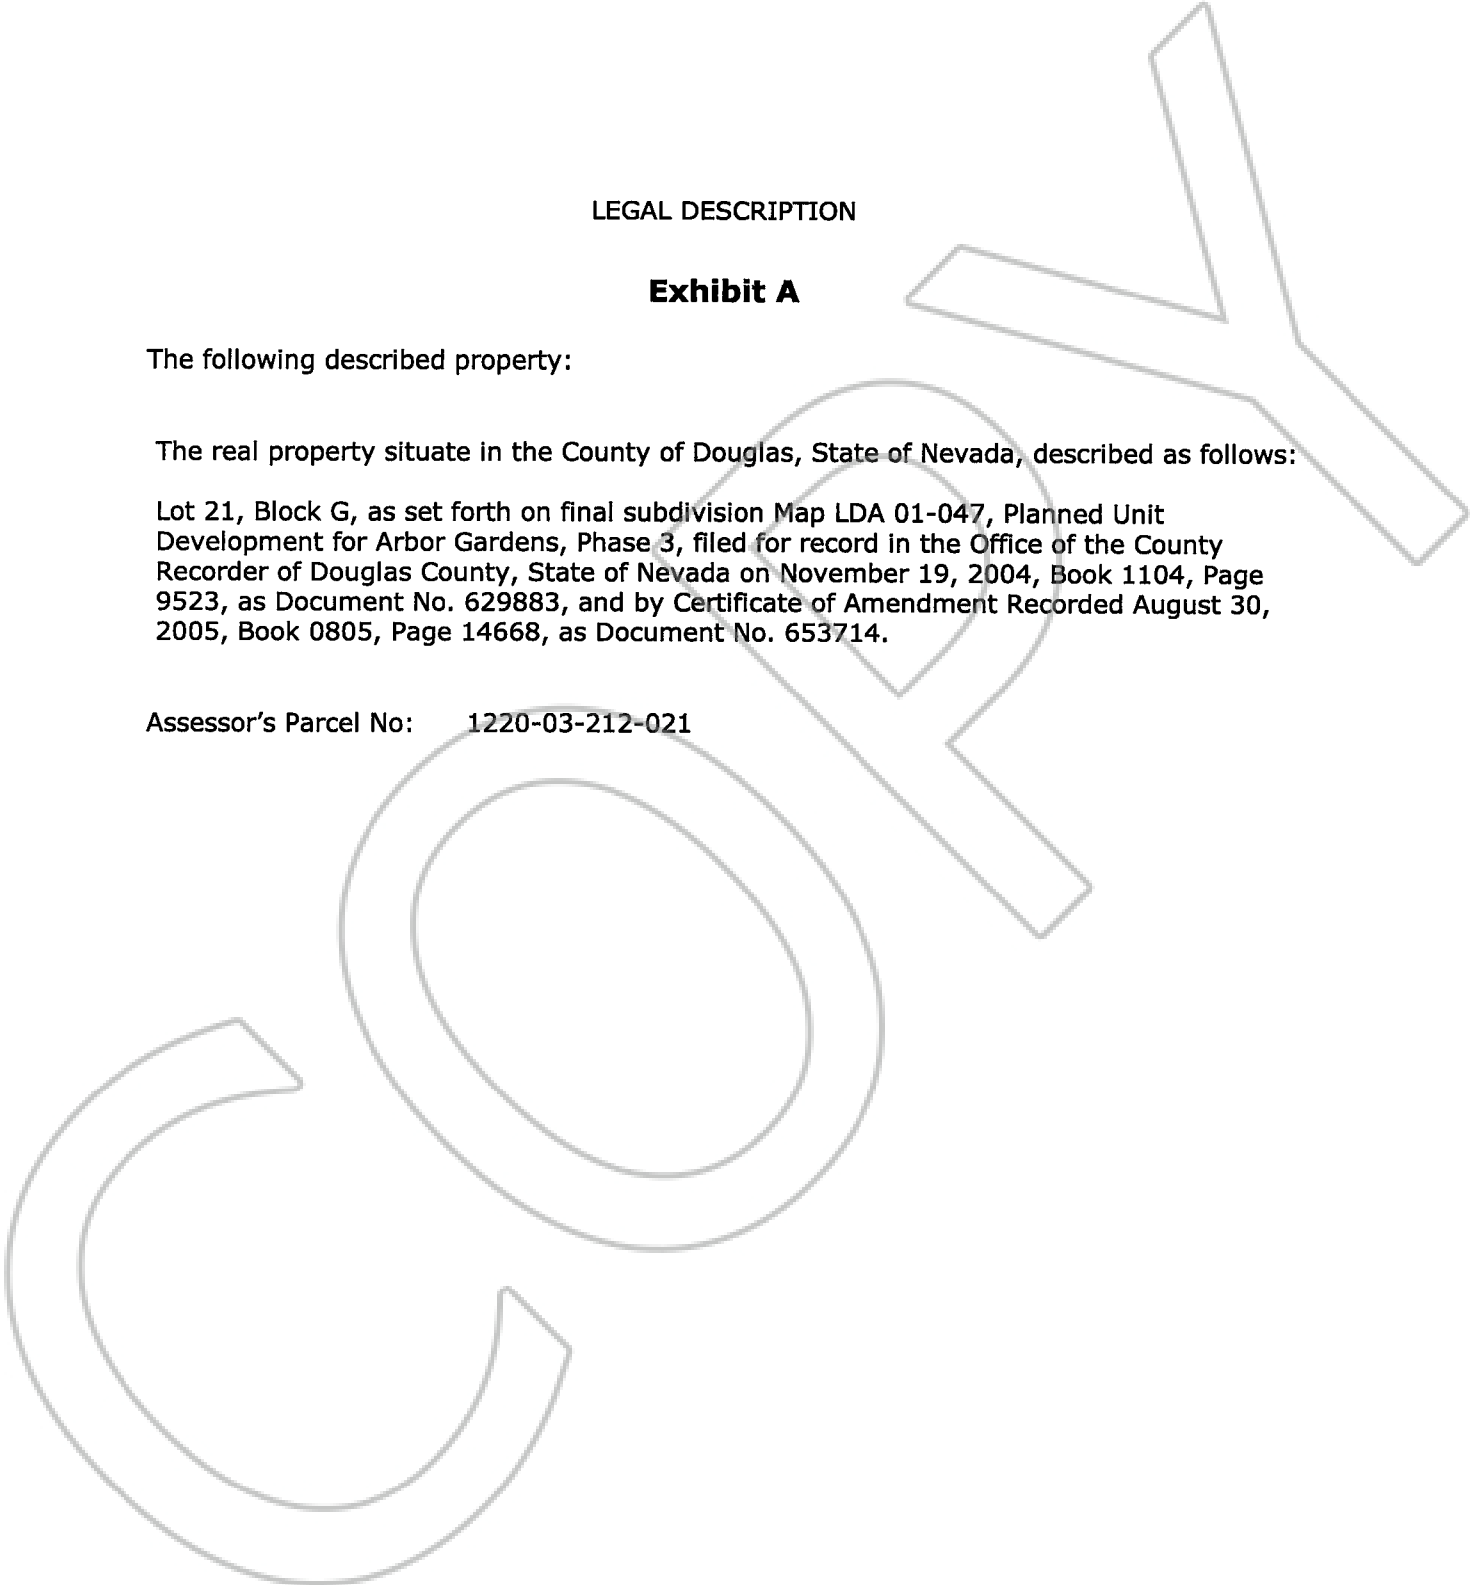 LEGAL DESCRIPTION
Exhibit A
The following described property:
The real property situate in the County of Douglas, State of Nevada, described as follows:
Lot 21, Block G, as set forth on final subdivision Map LDA 01-047, Planned Unit
Development for Arbor Gardens, Phase 3, filed for record in the Office of the County
Recorder of Douglas County, State of Nevada on November 19, 2004, Book 1104, Page
9523, as Document No. 629883, and by Certificate of Amendment Recorded August 30,
2005, Book 0805, Page 14668, as Document No. 653714.
Assessor's Parcel No: 1220-03-212-021
COPY